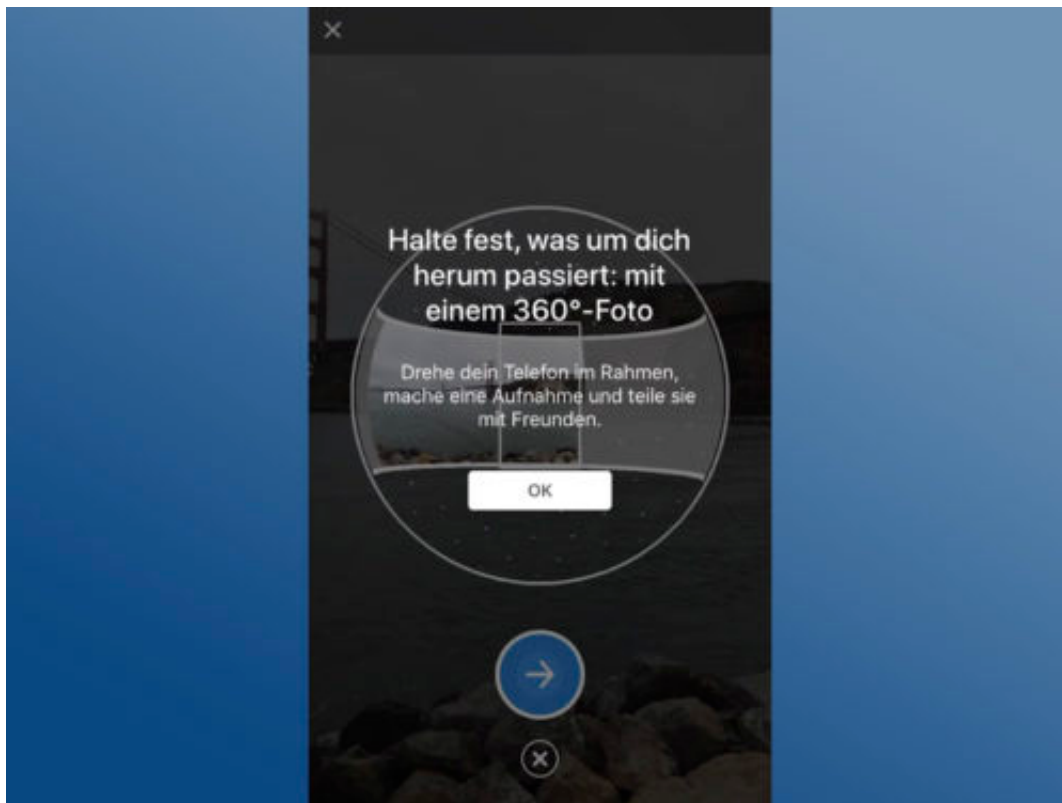 Halte fest, was um dich
herum passiert: mit
einem 360°-Foto
Drehe dein Telefon im Rahmen,
mache eine Aufnahme und teile sie
mit Freunden.
OK